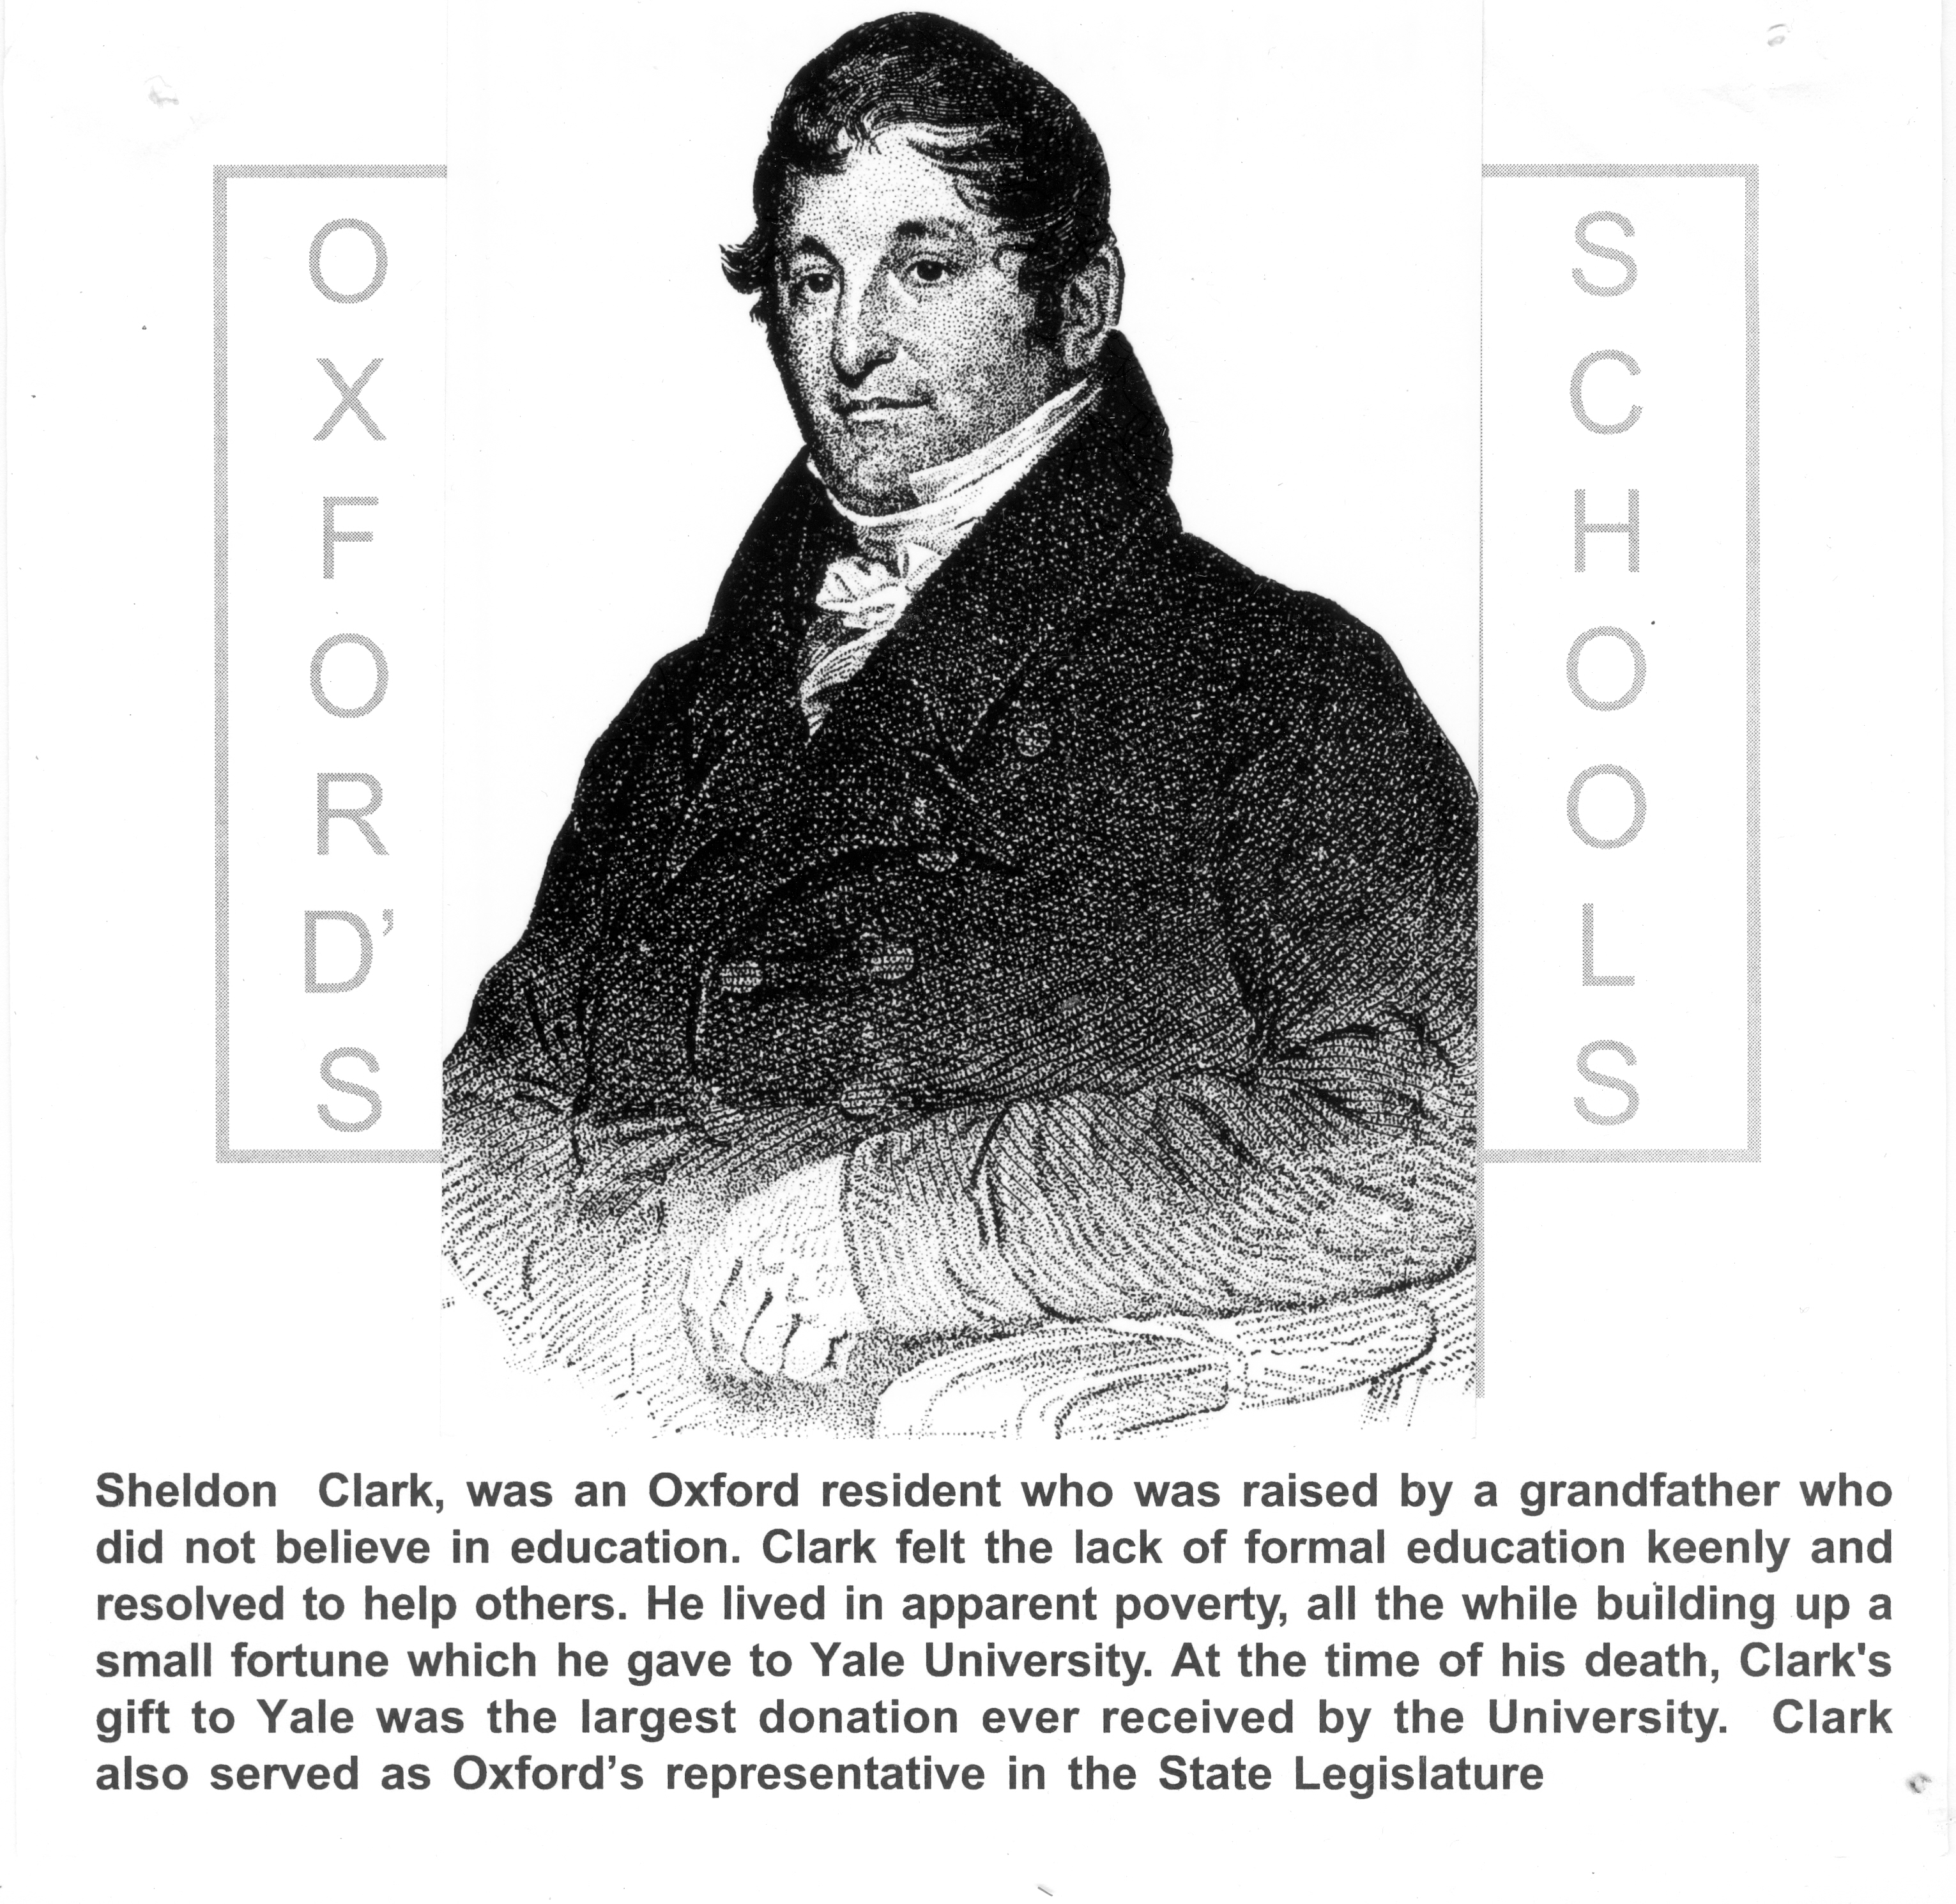 OXFORD'S
SCHOOLS
Sheldon Clark, was an Oxford resident who was raised by a grandfather who
did not believe in education. Clark felt the lack of formal education keenly and
resolved to help others. He lived in apparent poverty, all the while building up a
small fortune which he gave to Yale University. At the time of his death, Clark's
gift to Yale was the largest donation ever received by the University. Clark
also served as Oxford’s representative in the State Legislature